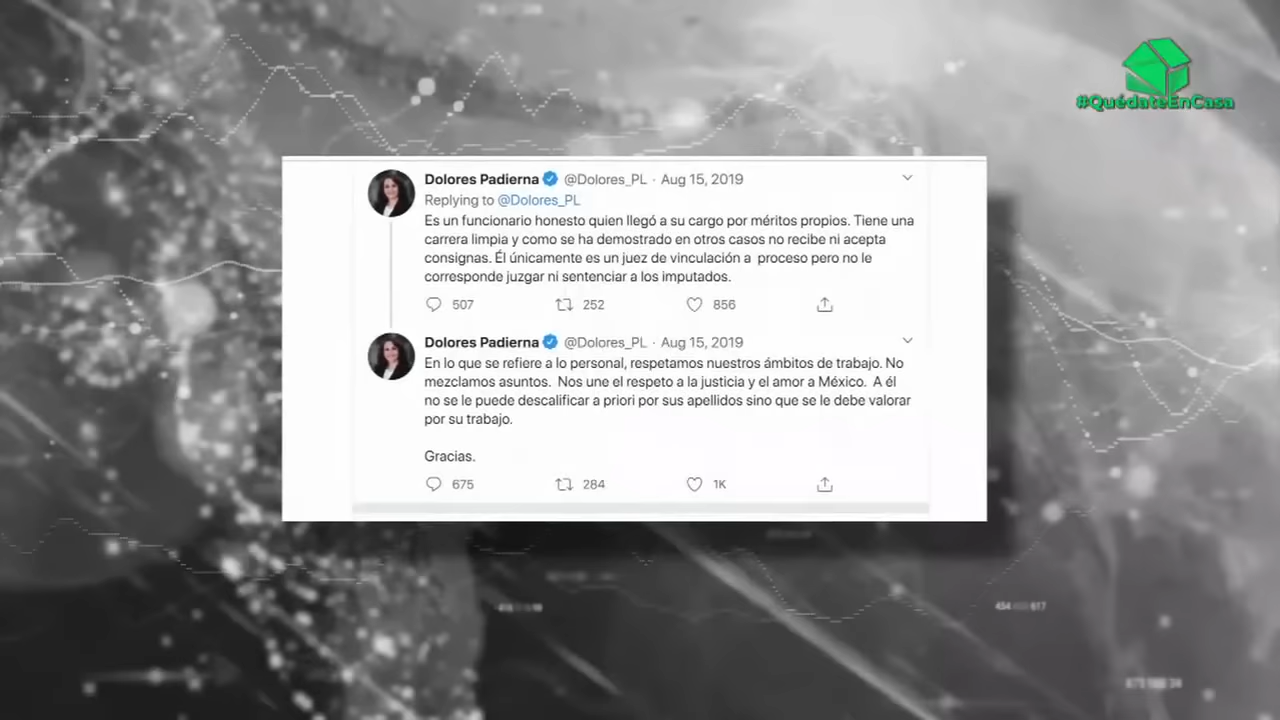 #QuédateEnCasa
Dolores Padierna @Dolores_PL · Aug 15, 2019
Replying to @Dolores_PL
Es un funcionario honesto quien llegó a su cargo por méritos propios. Tiene una
carrera limpia y como se ha demostrado en otros casos no recibe ni acepta
consignas. Él únicamente es un juez de vinculación a proceso pero no le
corresponde juzgar ni sentenciar a los imputados.
507 252 856
Dolores Padierna @Dolores_PL · Aug 15, 2019
En lo que se refiere a lo personal, respetamos nuestros ámbitos de trabajo. No
mezclamos asuntos. Nos une el respeto a la justicia y el amor a México. A él
no se le puede descalificar a priori por sus apellidos sino que se le debe valorar
por su trabajo.
Gracias.
675 284 1K